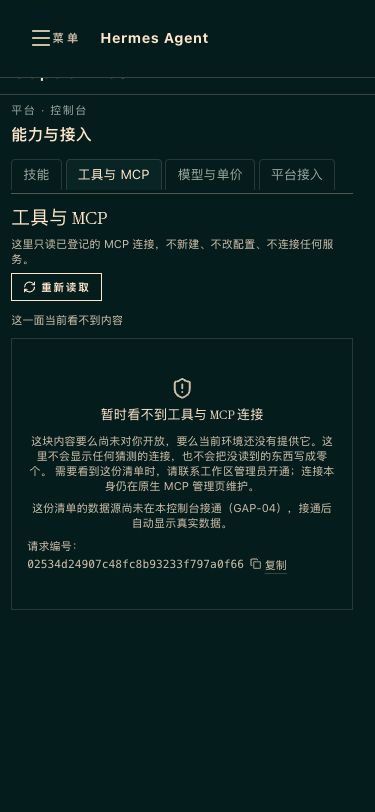 菜单 Hermes Agent
平台 · 控制台
能力与接入
技能 工具与 MCP 模型与单价 平台接入
工具与 MCP
这里只读已登记的 MCP 连接，不新建、不改配置、不连接任何服
务。
重新读取
这一面当前看不到内容
暂时看不到工具与 MCP 连接
这块内容要么尚未对你开放，要么当前环境还没有提供它。这
里不会显示任何猜测的连接，也不会把没读到的东西写成零
个。 需要看到这份清单时，请联系工作区管理员开通；连接本
身仍在原生 MCP 管理页维护。
这份清单的数据源尚未在本控制台接通（GAP-04），接通后
自动显示真实数据。
请求编号:
02534d24907c48fc8b93233f797a0f66 复制